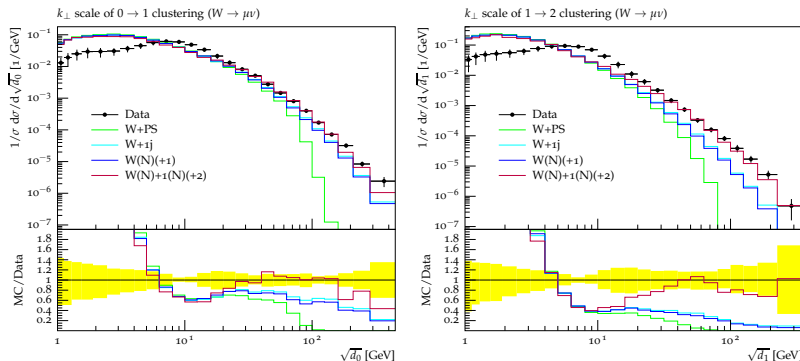 k⊥ scale of 0 → 1 clustering (W → μν)
1/σ dσ/d√d0 [1/GeV]
10^−1
10^−2
10^−3
10^−4
10^−5
10^−6
10^−7
Data
W+PS
W+1j
W(N)(+1)
W(N)+1(N)(+2)
MC/Data
1.8
1.6
1.4
1.2
1
0.8
0.6
0.4
0.2
1
10^1
10^2
√d0 [GeV]
k⊥ scale of 1 → 2 clustering (W → μν)
1/σ dσ/d√d1 [1/GeV]
10^−1
10^−2
10^−3
10^−4
10^−5
10^−6
10^−7
Data
W+PS
W+1j
W(N)(+1)
W(N)+1(N)(+2)
MC/Data
1.8
1.6
1.4
1.2
1
0.8
0.6
0.4
0.2
1
10^1
10^2
√d1 [GeV]